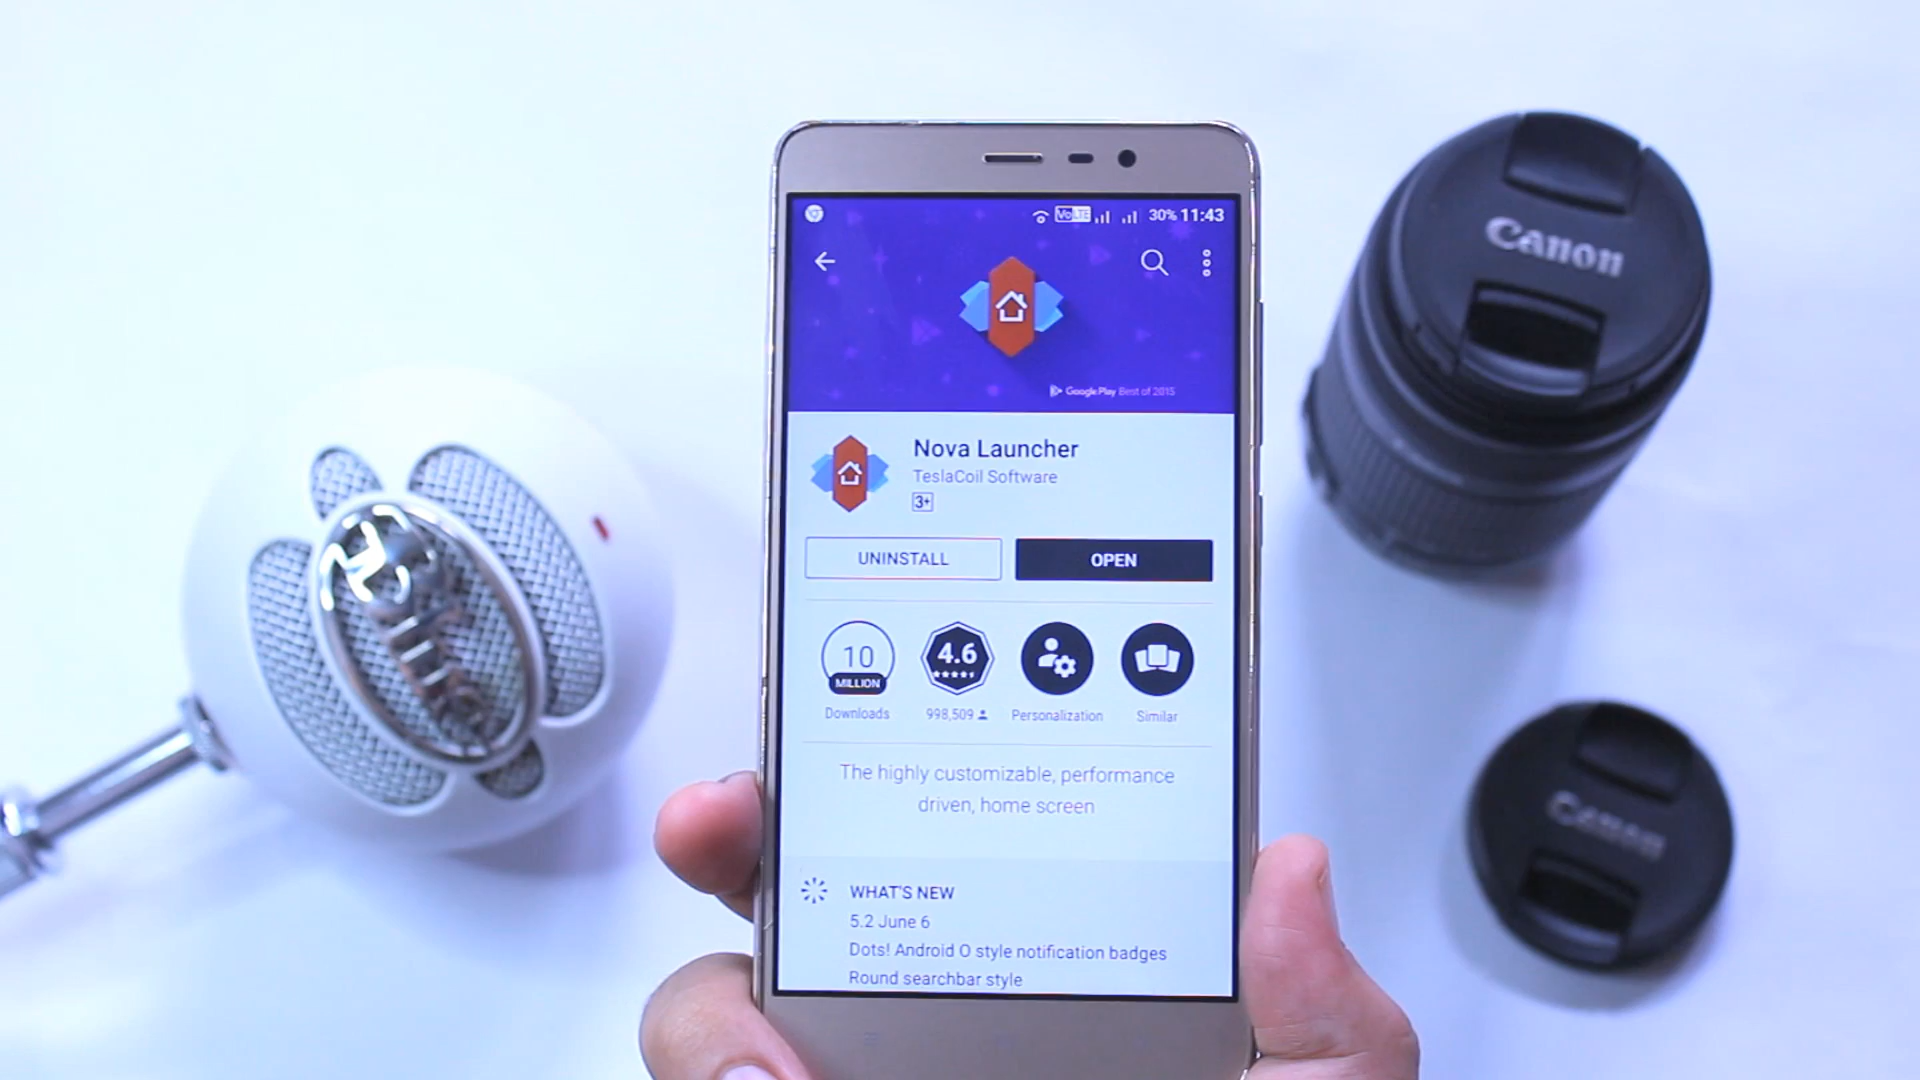 VoLTE 30% 11:43
Google Play Best of 2015
Nova Launcher
TeslaCoil Software
3+
UNINSTALL
OPEN
10
MILLION
4.6
Downloads
998,509
Personalization
Similar
The highly customizable, performance
driven, home screen
WHAT'S NEW
5.2 June 6
Dots! Android O style notification badges
Round searchbar style
Canon
Canon